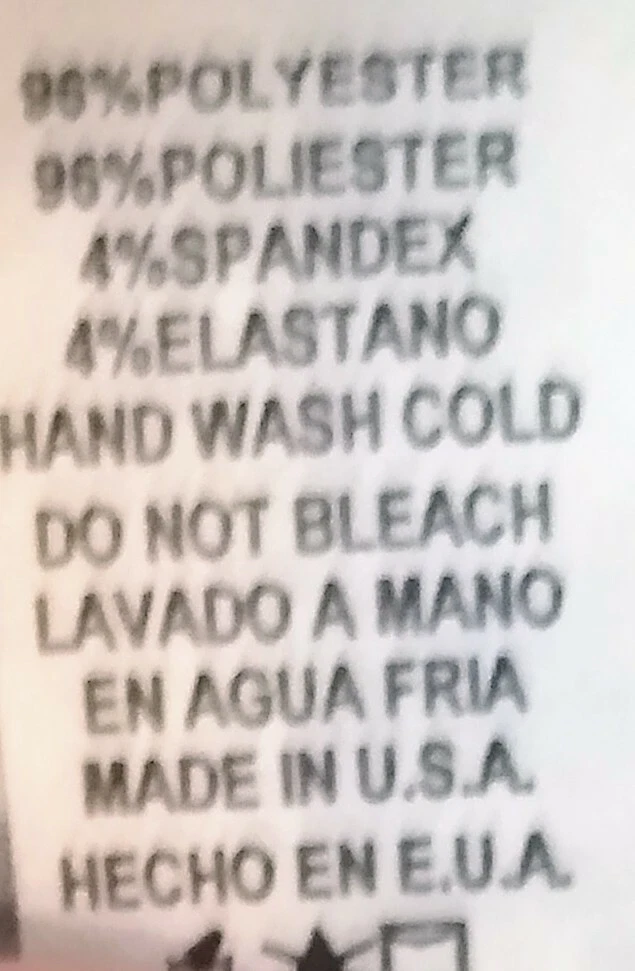 96%POLYESTER
96%POLIESTER
4%SPANDEX
4%ELASTANO
HAND WASH COLD
DO NOT BLEACH
LAVADO A MANO
EN AGUA FRIA
MADE IN U.S.A.
HECHO EN E.U.A.